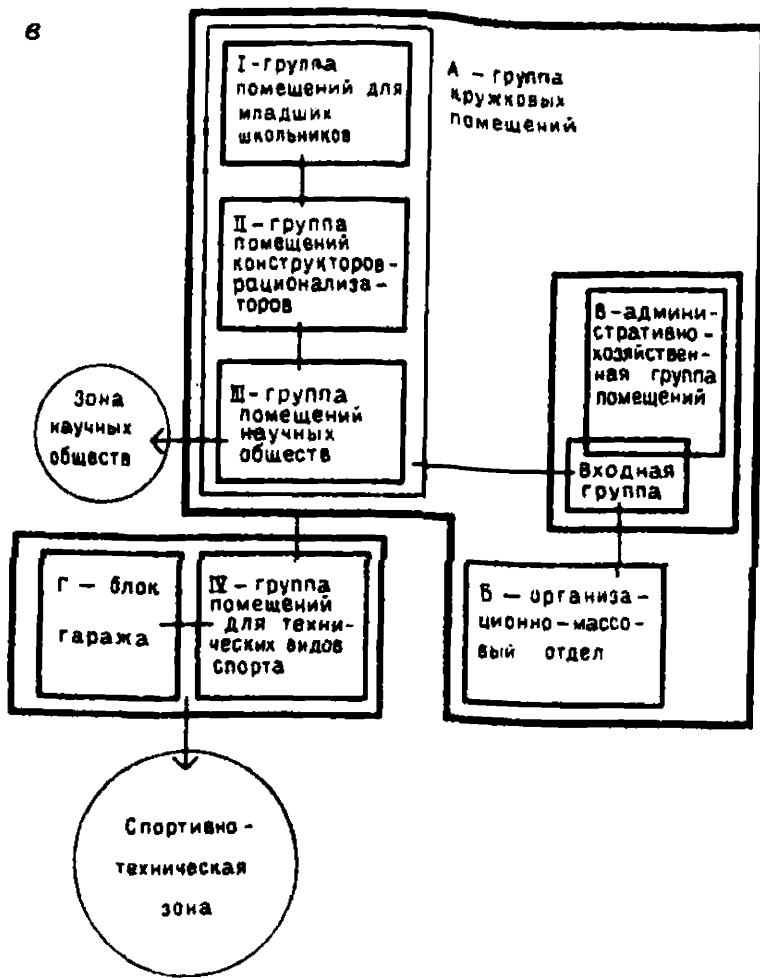 в
I-группа
помещений для
младших
школьников
А – группа
кружковых
помещений
II – группа
помещений
конструкторов-
рационализа-
торов
В-админи-
стративно-
хозяйствен-
ная группа
помещений
III-группа
помещений
научных
обществ
Зона
научных
обществ
Входная
группа
Г – блок
гаража
IV – группа
помещений
для техни-
ческих видов
спорта
Б – организа-
ционно-массо-
вый отдел
Спортивно-
техническая
зона